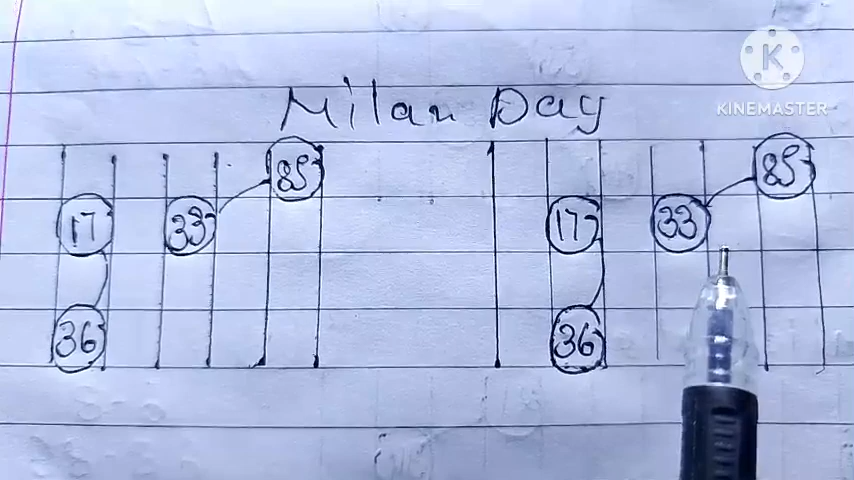 K
KINEMASTER
Milan Day
85 85
17 33 17 33
36 36